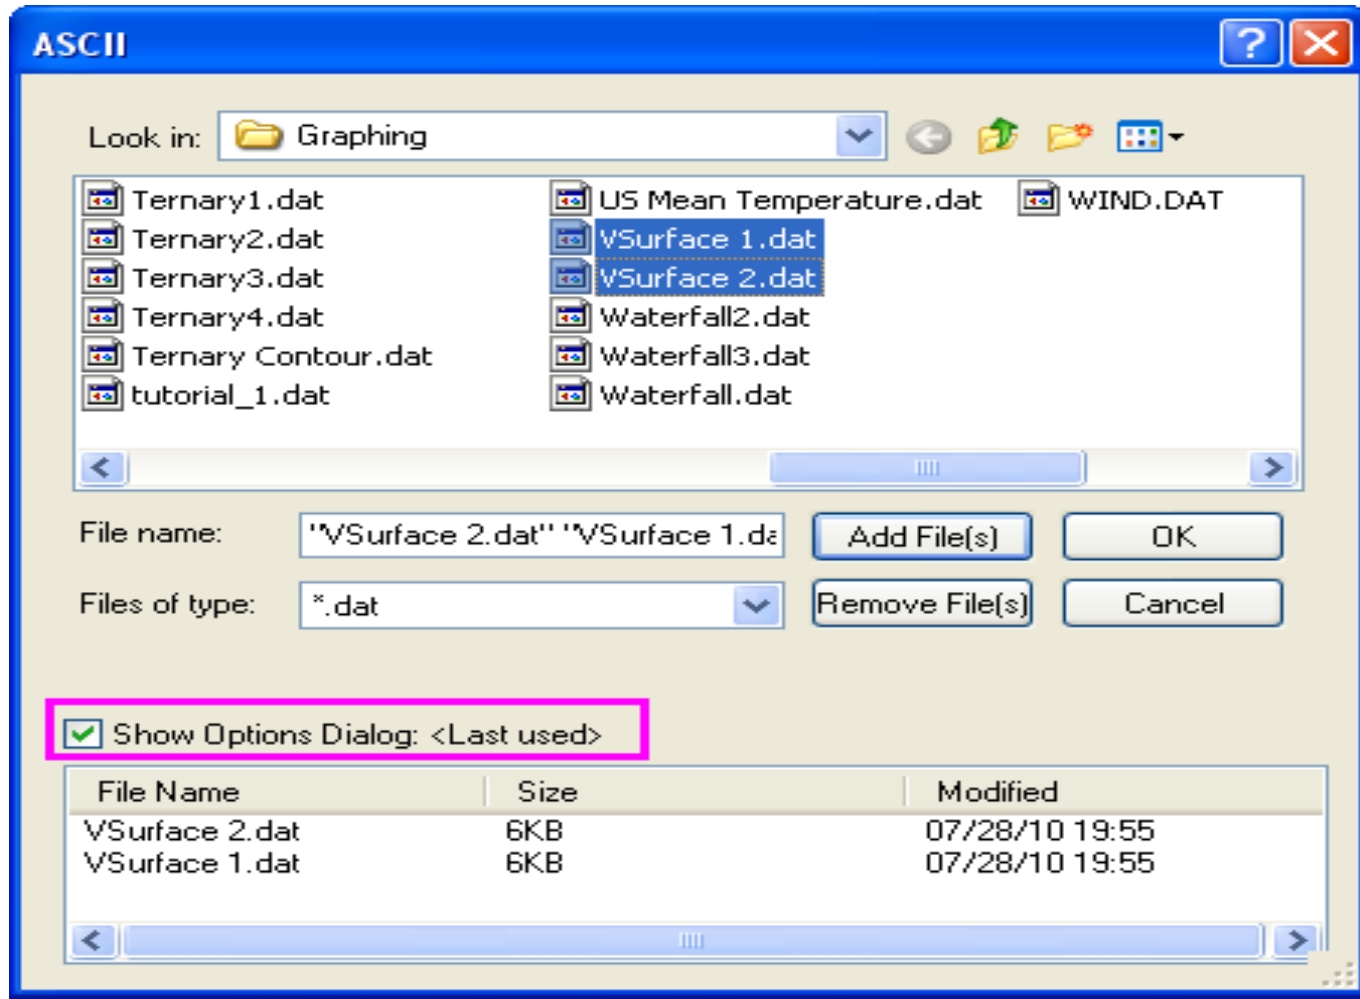 ASCII
Look in: Graphing
Ternary1.dat US Mean Temperature.dat WIND.DAT
Ternary2.dat VSurface 1.dat
Ternary3.dat VSurface 2.dat
Ternary4.dat Waterfall2.dat
Ternary Contour.dat Waterfall3.dat
tutorial_1.dat Waterfall.dat
File name: "VSurface 2.dat" "VSurface 1.da Add File(s) OK
Files of type: *.dat Remove File(s) Cancel
Show Options Dialog: <Last used>
File Name Size Modified
VSurface 2.dat 6KB 07/28/10 19:55
VSurface 1.dat 6KB 07/28/10 19:55